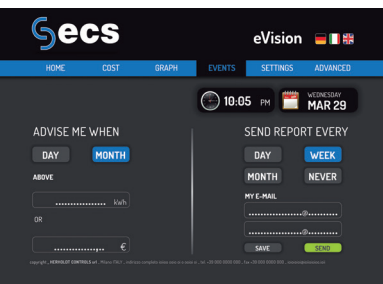 Secs
eVision
HOME COST GRAPH EVENTS SETTINGS ADVANCED
10:05 PM WEDNESDAY MAR 29
ADVISE ME WHEN
DAY MONTH
ABOVE
................ kWh
OR
................ €
SEND REPORT EVERY
DAY WEEK
MONTH NEVER
MY E-MAIL
................@..........
................@..........
SAVE SEND